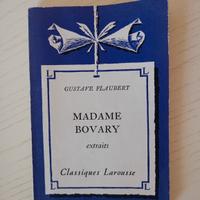 GUSTAVE FLAUBERT
MADAME
BOVARY
extraits
Classiques Larousse